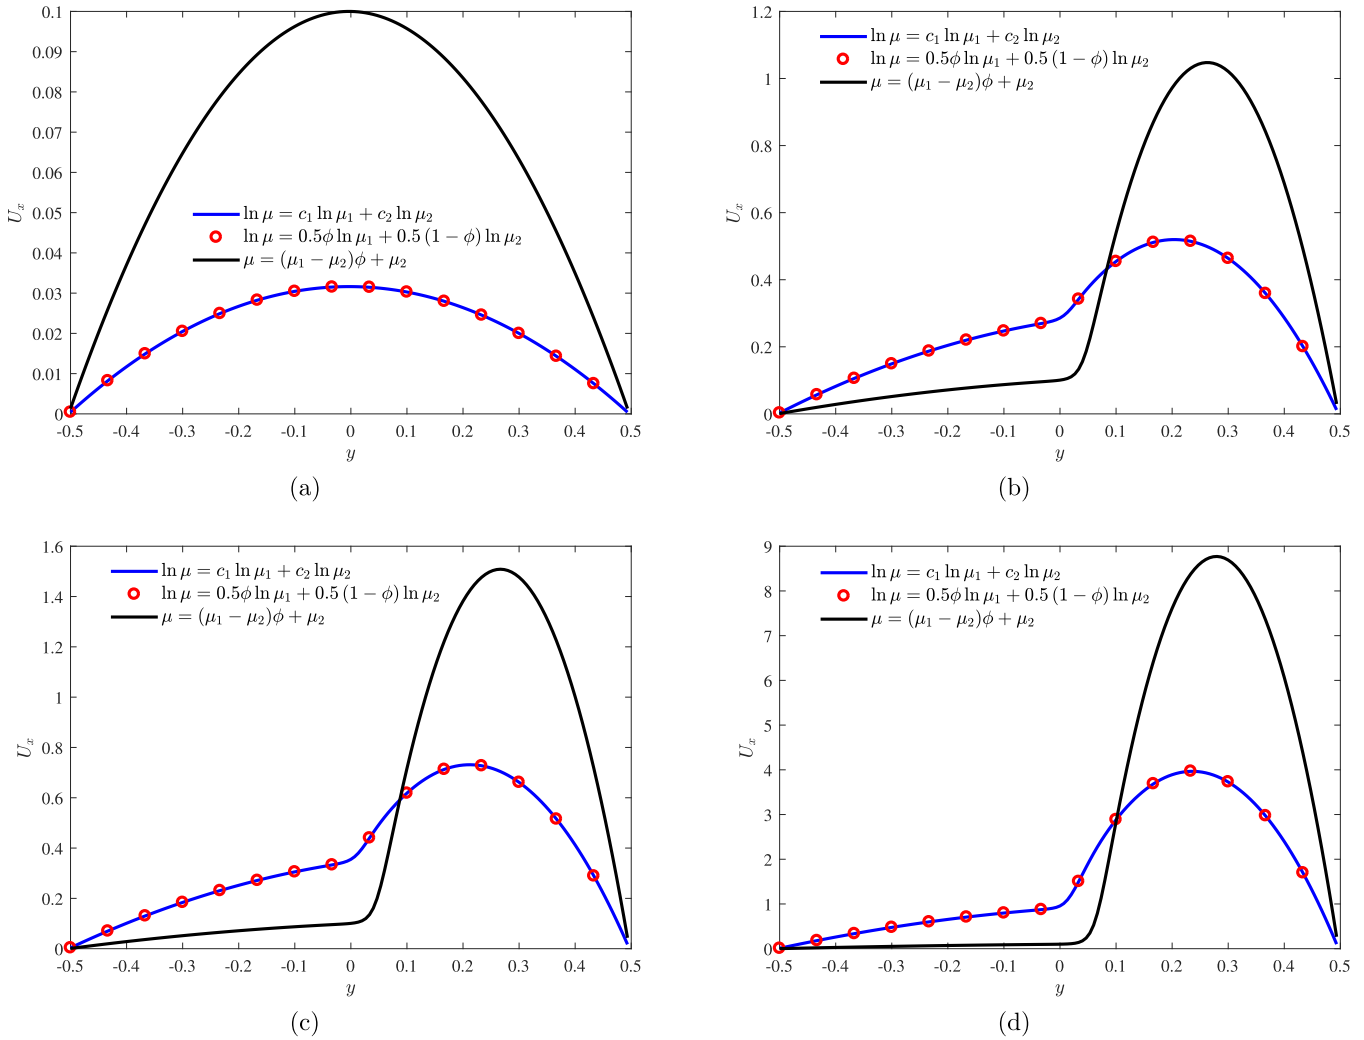 0.1
0.09
0.08
0.07
0.06
0.05
0.04
0.03
0.02
0.01
0
U_x
ln μ = c_1 ln μ_1 + c_2 ln μ_2
ln μ = 0.5φ ln μ_1 + 0.5 (1 − φ) ln μ_2
μ = (μ_1 − μ_2)φ + μ_2
-0.5 -0.4 -0.3 -0.2 -0.1 0 0.1 0.2 0.3 0.4 0.5
y
(a)
1.2
1
0.8
0.6
0.4
0.2
0
U_x
ln μ = c_1 ln μ_1 + c_2 ln μ_2
ln μ = 0.5φ ln μ_1 + 0.5 (1 − φ) ln μ_2
μ = (μ_1 − μ_2)φ + μ_2
-0.5 -0.4 -0.3 -0.2 -0.1 0 0.1 0.2 0.3 0.4 0.5
y
(b)
1.6
1.4
1.2
1
0.8
0.6
0.4
0.2
0
U_x
ln μ = c_1 ln μ_1 + c_2 ln μ_2
ln μ = 0.5φ ln μ_1 + 0.5 (1 − φ) ln μ_2
μ = (μ_1 − μ_2)φ + μ_2
-0.5 -0.4 -0.3 -0.2 -0.1 0 0.1 0.2 0.3 0.4 0.5
y
(c)
9
8
7
6
5
4
3
2
1
0
U_x
ln μ = c_1 ln μ_1 + c_2 ln μ_2
ln μ = 0.5φ ln μ_1 + 0.5 (1 − φ) ln μ_2
μ = (μ_1 − μ_2)φ + μ_2
-0.5 -0.4 -0.3 -0.2 -0.1 0 0.1 0.2 0.3 0.4 0.5
y
(d)